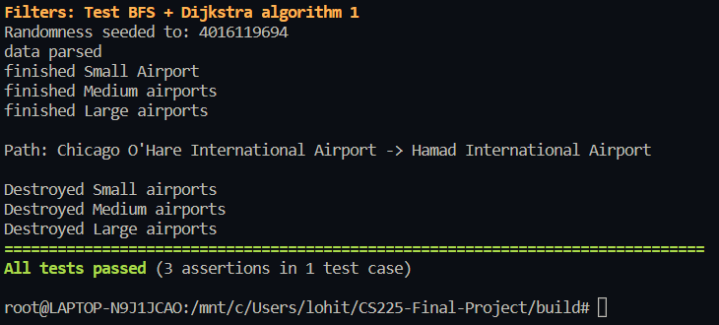 Filters: Test BFS + Dijkstra algorithm 1
Randomness seeded to: 4016119694
data parsed
finished Small Airport
finished Medium airports
finished Large airports
Path: Chicago O'Hare International Airport -> Hamad International Airport
Destroyed Small airports
Destroyed Medium airports
Destroyed Large airports
===============================================================================
All tests passed (3 assertions in 1 test case)
root@LAPTOP-N9J1JCAO:/mnt/c/Users/lohit/CS225-Final-Project/build#